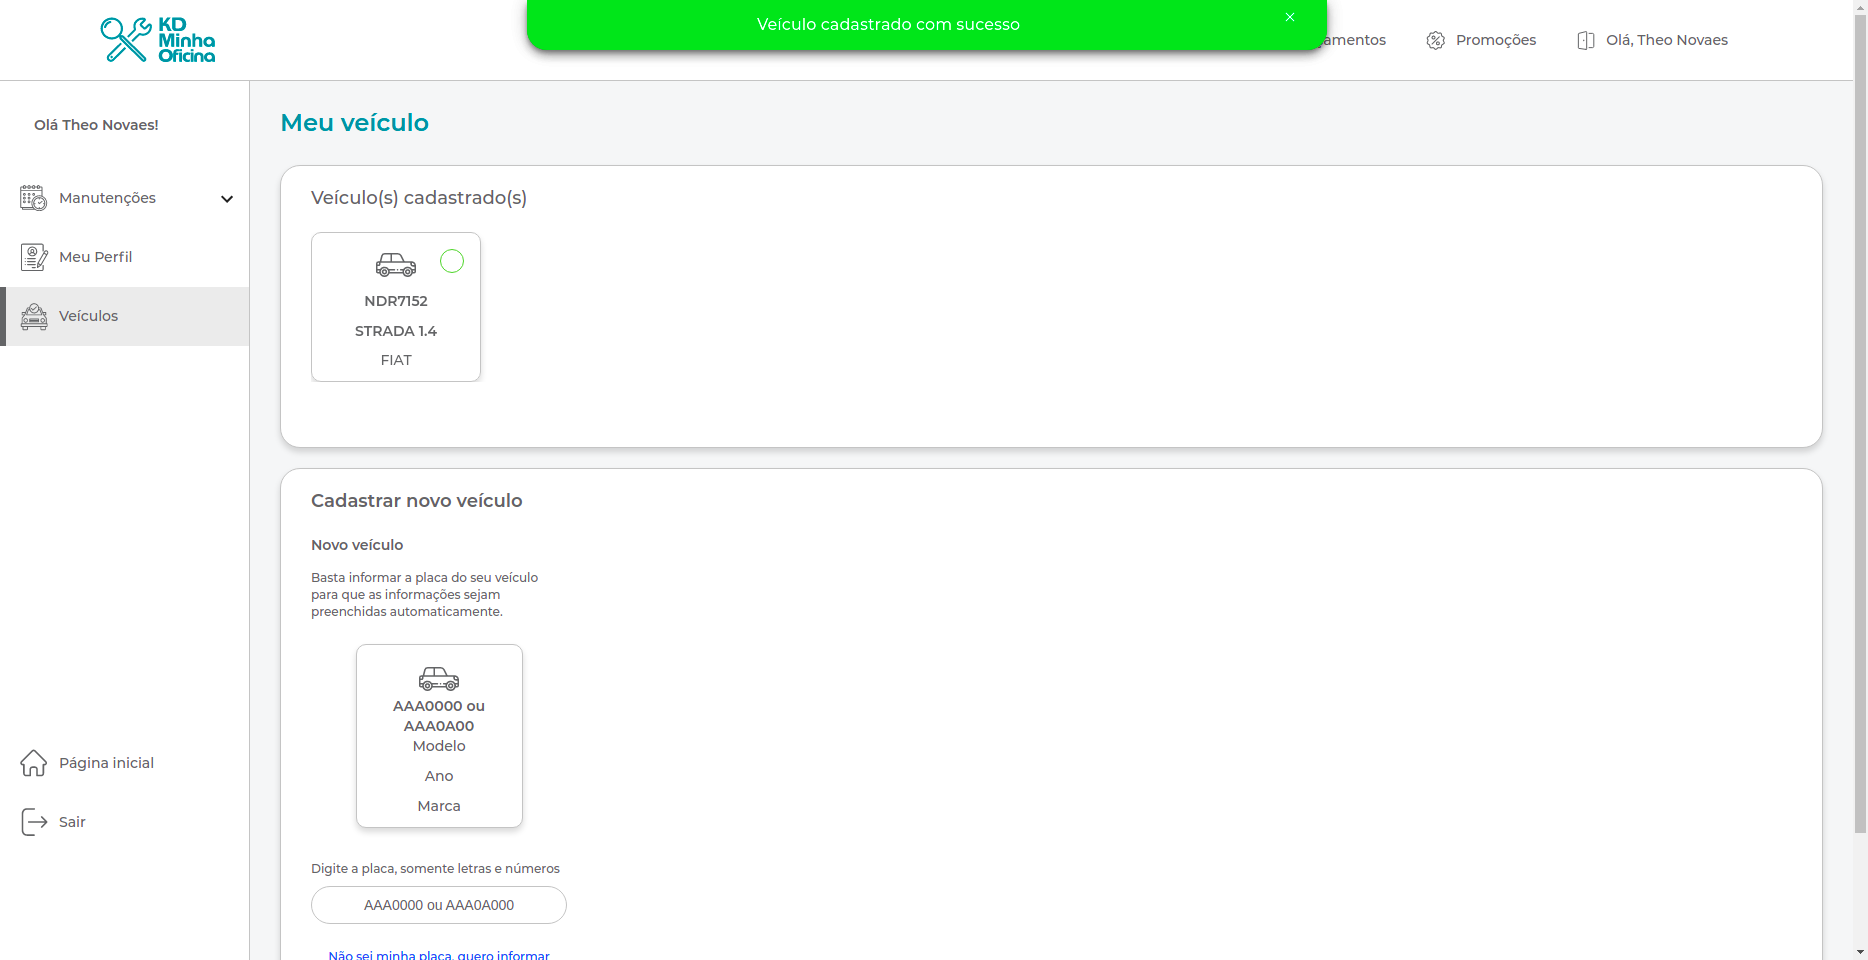 KD
Minha
Oficina
Veículo cadastrado com sucesso
amentos
Promoções
Olá, Theo Novaes
Olá Theo Novaes!
Manutenções
Meu Perfil
Veículos
Página inicial
Sair
Meu veículo
Veículo(s) cadastrado(s)
NDR7152
STRADA 1.4
FIAT
Cadastrar novo veículo
Novo veículo
Basta informar a placa do seu veículo
para que as informações sejam
preenchidas automaticamente.
AAA0000 ou
AAA0A00
Modelo
Ano
Marca
Digite a placa, somente letras e números
AAA0000 ou AAA0A000
Não sei minha placa, quero informar